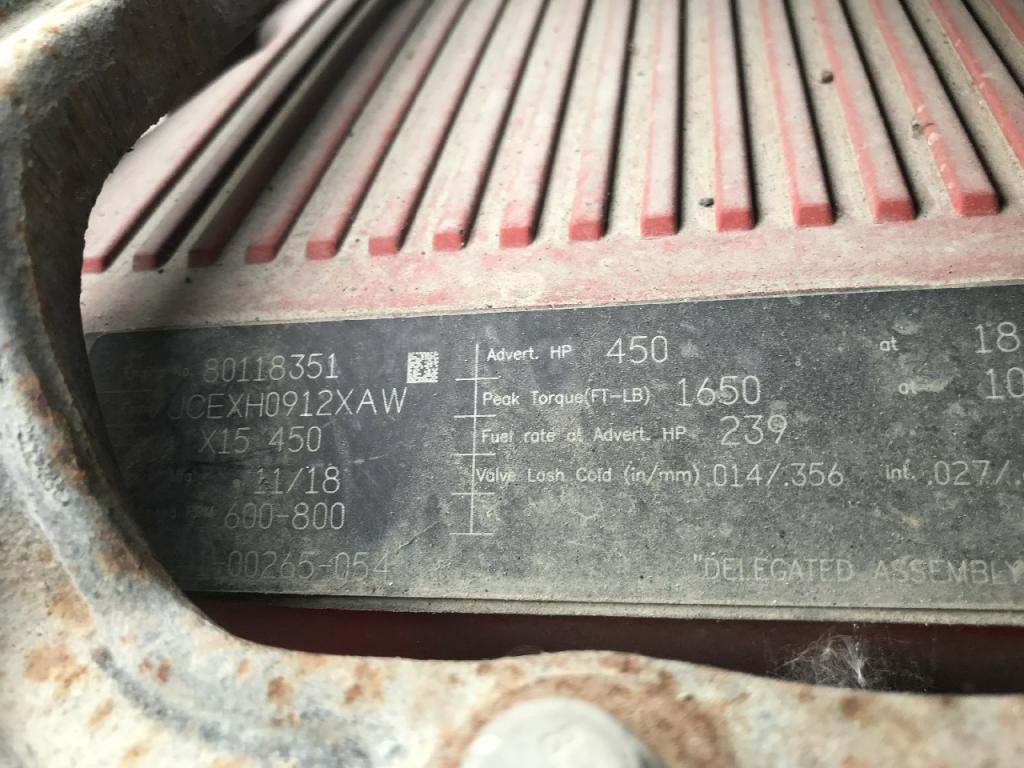 80118351
JCEXH0912XAW
X15 450
11/18
600-800
-00265-054
Advert. HP 450 at 18
Peak Torque(FT-LB) 1650 at 10
Fuel rate at Advert. HP 239
Valve Lash Cold (in/mm) .014/.356 int. .027/.
"DELEGATED ASSEMBLY